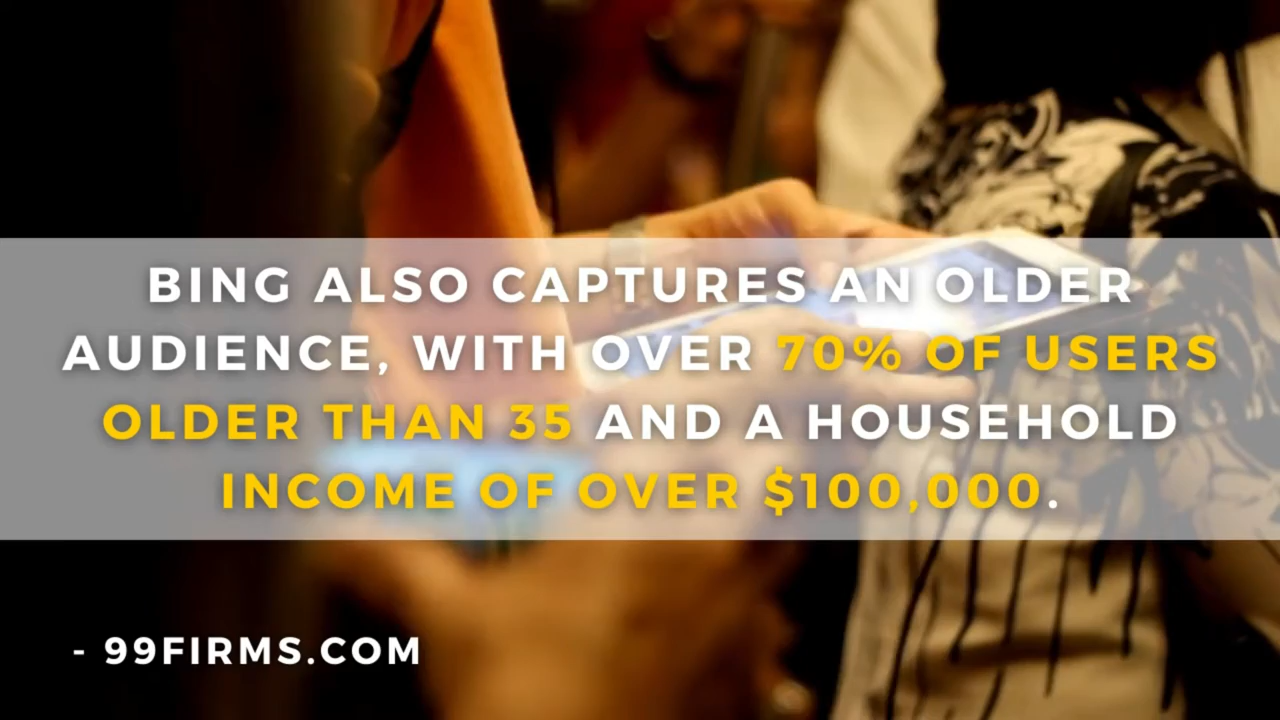 BING ALSO CAPTURES AN OLDER
AUDIENCE, WITH OVER 70% OF USERS
OLDER THAN 35 AND A HOUSEHOLD
INCOME OF OVER $100,000.
- 99FIRMS.COM